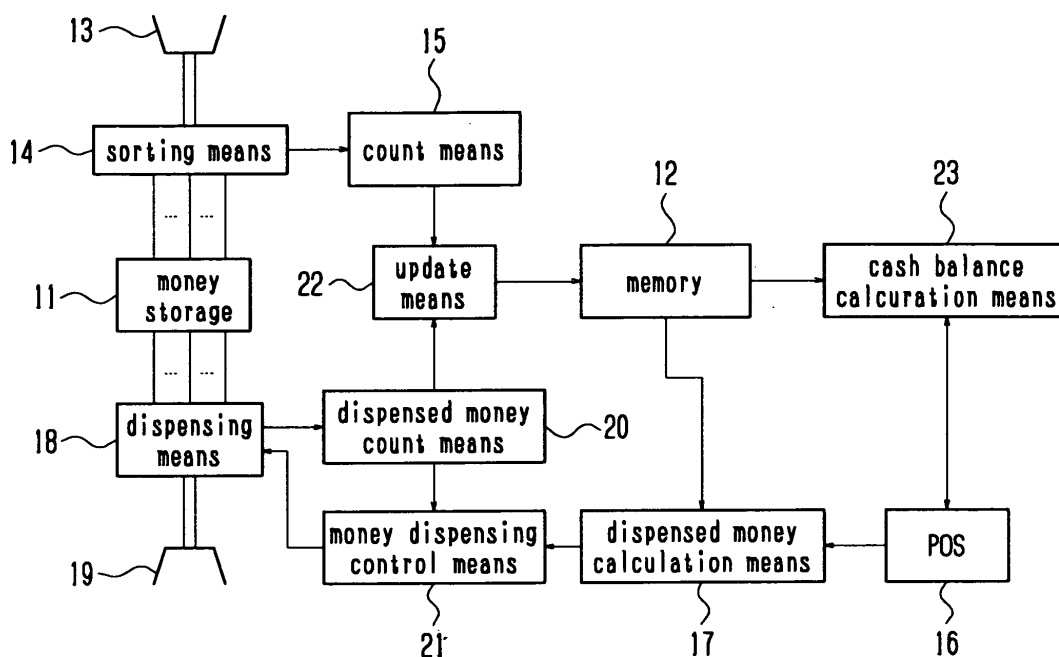 13
15
14
sorting means
count means
12
23
11
money
storage
22
update
means
memory
cash balance
calcuration means
...
...
...
...
18
dispensing
means
dispensed money
count means
20
19
money dispensing
control means
dispensed money
calculation means
POS
21
17
16